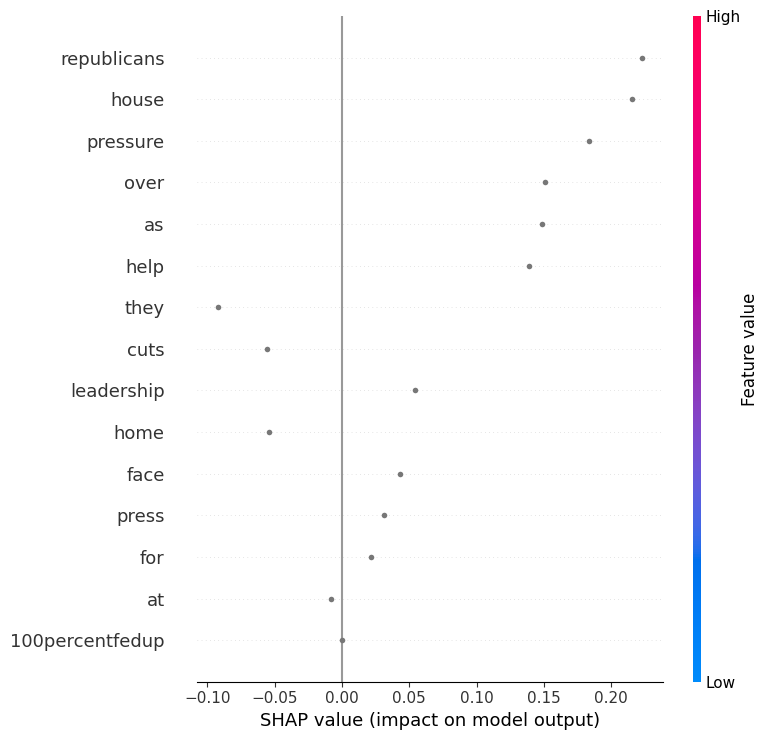 High
republicans
house
pressure
over
as
help
they
cuts
leadership
home
face
press
for
at
100percentfedup
Feature value
Low
−0.10 −0.05 0.00 0.05 0.10 0.15 0.20
SHAP value (impact on model output)